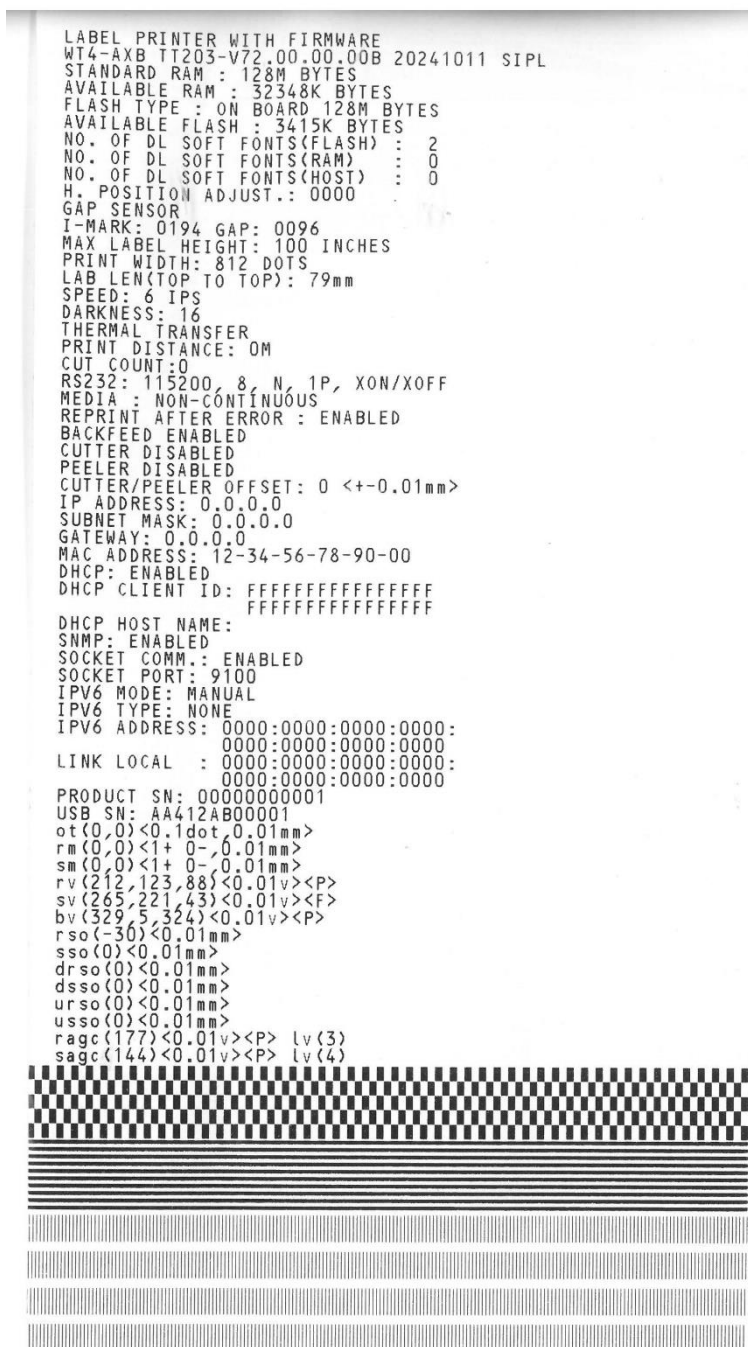 LABEL PRINTER WITH FIRMWARE
WT4-AXB TT203-V72.00.00.00B 20241011 SIPL
STANDARD RAM : 128M BYTES
AVAILABLE RAM : 32348K BYTES
FLASH TYPE : ON BOARD 128M BYTES
AVAILABLE FLASH : 3415K BYTES
NO. OF DL SOFT FONTS(FLASH) : 2
NO. OF DL SOFT FONTS(RAM) : 0
NO. OF DL SOFT FONTS(HOST) : 0
H. POSITION ADJUST.: 0000
GAP SENSOR
I-MARK: 0194 GAP: 0096
MAX LABEL HEIGHT: 100 INCHES
PRINT WIDTH: 812 DOTS
LAB LEN(TOP TO TOP): 79mm
SPEED: 6 IPS
DARKNESS: 16
THERMAL TRANSFER
PRINT DISTANCE: 0M
CUT COUNT:0
RS232: 115200, 8, N, 1P, XON/XOFF
MEDIA : NON-CONTINUOUS
REPRINT AFTER ERROR : ENABLED
BACKFEED ENABLED
CUTTER DISABLED
PEELER DISABLED
CUTTER/PEELER OFFSET: 0 <+-0.01mm>
IP ADDRESS: 0.0.0.0
SUBNET MASK: 0.0.0.0
GATEWAY: 0.0.0.0
MAC ADDRESS: 12-34-56-78-90-00
DHCP: ENABLED
DHCP CLIENT ID: FFFFFFFFFFFFFFFF
FFFFFFFFFFFFFFFF
DHCP HOST NAME:
SNMP: ENABLED
SOCKET COMM.: ENABLED
SOCKET PORT: 9100
IPV6 MODE: MANUAL
IPV6 TYPE: NONE
IPV6 ADDRESS: 0000:0000:0000:0000:
0000:0000:0000:0000
LINK LOCAL : 0000:0000:0000:0000:
0000:0000:0000:0000
PRODUCT SN: 00000000001
USB SN: AA412AB00001
ot(0,0)<0.1dot,0.01mm>
rm(0,0)<1+ 0-,0.01mm>
sm(0,0)<1+ 0-,0.01mm>
rv(212,123,88)<0.01v><P>
sv(265,221,43)<0.01v><F>
bv(329,5,324)<0.01v><P>
rso(-30)<0.01mm>
sso(0)<0.01mm>
drso(0)<0.01mm>
dsso(0)<0.01mm>
urso(0)<0.01mm>
usso(0)<0.01mm>
ragc(177)<0.01v><P> lv(3)
sagc(144)<0.01v><P> lv(4)